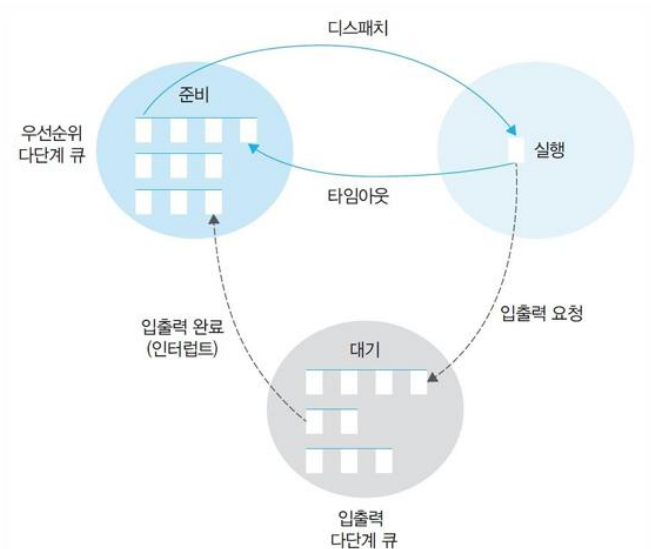 디스패치
준비
우선순위
다단계 큐
실행
타임아웃
입출력 요청
입출력 완료
(인터럽트)
대기
입출력
다단계 큐